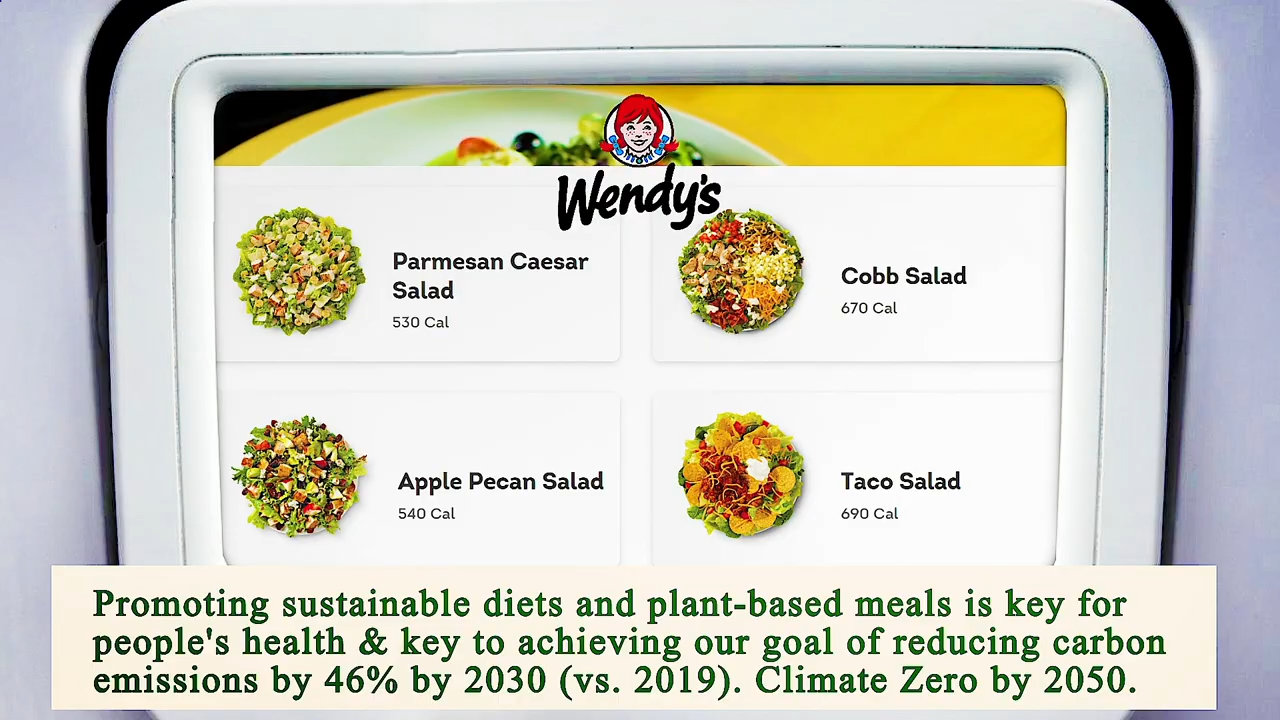 Wendy's
Parmesan Caesar
Salad
530 Cal
Cobb Salad
670 Cal
Apple Pecan Salad
540 Cal
Taco Salad
690 Cal
Promoting sustainable diets and plant-based meals is key for
people's health & key to achieving our goal of reducing carbon
emissions by 46% by 2030 (vs. 2019). Climate Zero by 2050.